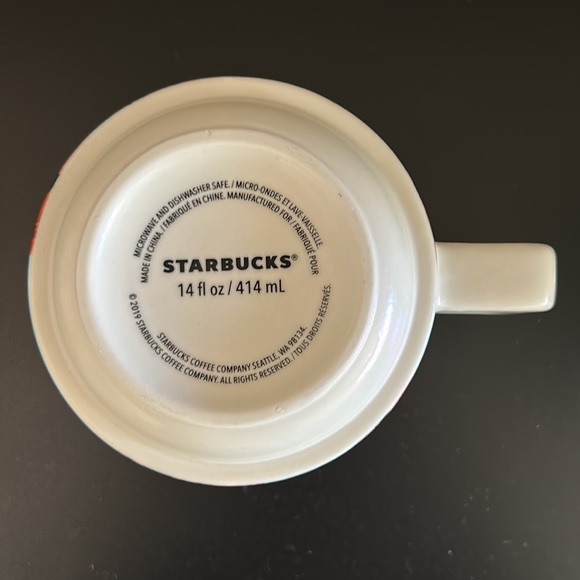 MICROWAVE AND DISHWASHER SAFE. / MICRO-ONDES ET LAVE-VAISSELLE.
MADE IN CHINA. / FABRIQUÉ EN CHINE. MANUFACTURED FOR / FABRIQUÉ POUR
STARBUCKS®
14 fl oz / 414 mL
STARBUCKS COFFEE COMPANY SEATTLE, WA 98134.
© 2019 STARBUCKS COFFEE COMPANY. ALL RIGHTS RESERVED. / TOUS DROITS RÉSERVÉS.